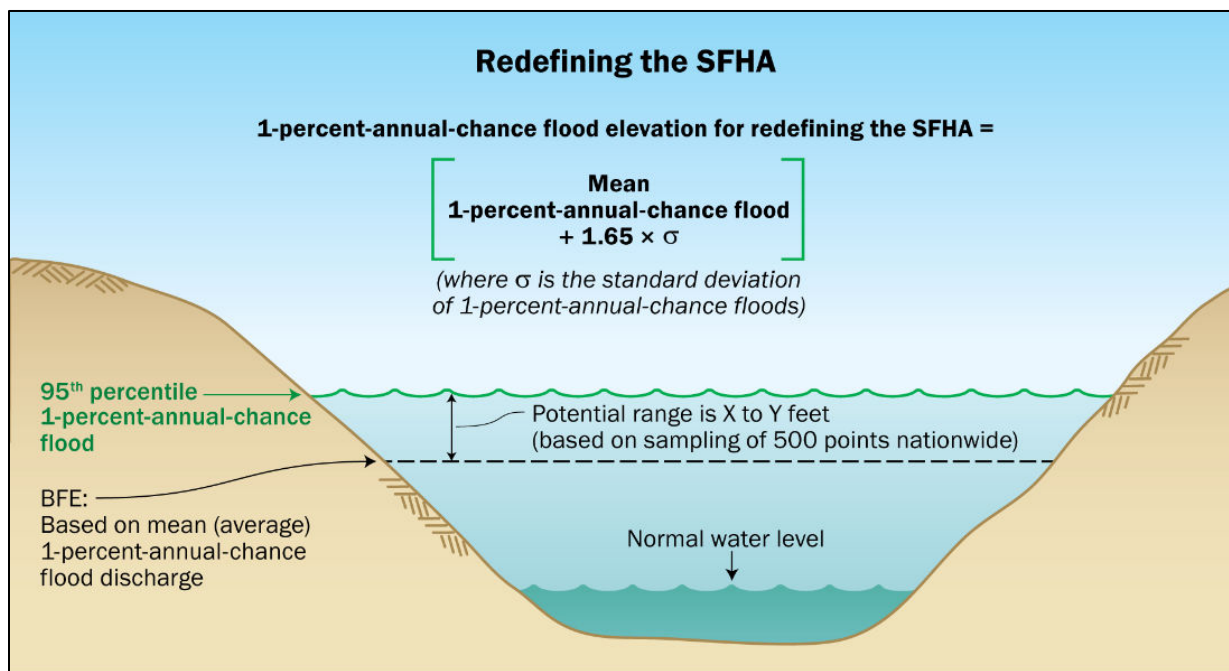 Redefining the SFHA
1-percent-annual-chance flood elevation for redefining the SFHA =
Mean
1-percent-annual-chance flood
+ 1.65 × σ
(where σ is the standard deviation
of 1-percent-annual-chance floods)
95th percentile
1-percent-annual-chance
flood
Potential range is X to Y feet
(based on sampling of 500 points nationwide)
BFE:
Based on mean (average)
1-percent-annual-chance
flood discharge
Normal water level